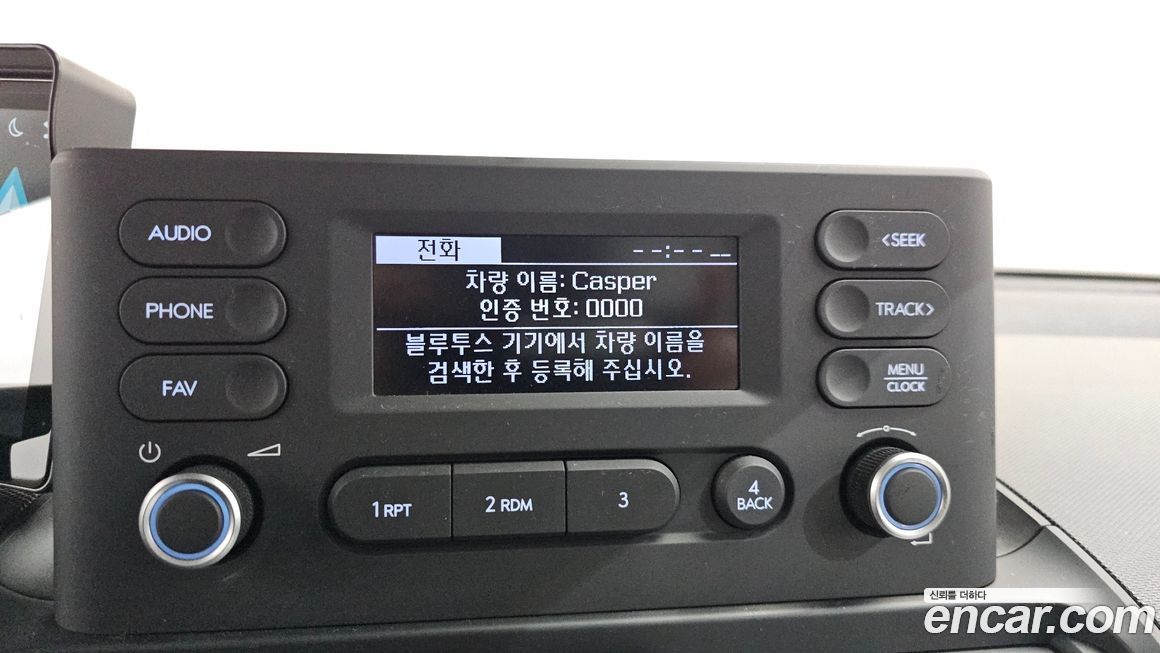 AUDIO
PHONE
FAV
전화
--:-- --
차량 이름: Casper
인증 번호: 0000
블루투스 기기에서 차량 이름을
검색한 후 등록해 주십시오.
<SEEK
TRACK>
MENU
CLOCK
1 RPT
2 RDM
3
4
BACK
신뢰를 더하다
encar.com